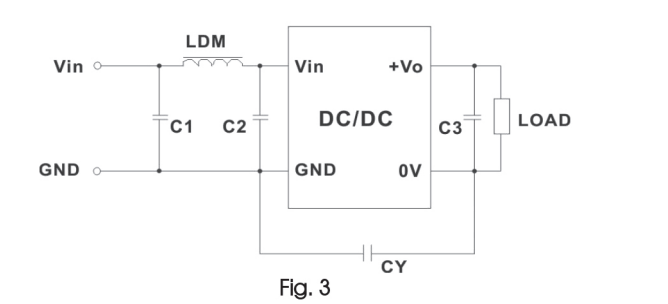 LDM
Vin
Vin
+Vo
C1
C2
DC/DC
C3
LOAD
GND
GND
0V
CY
Fig. 3